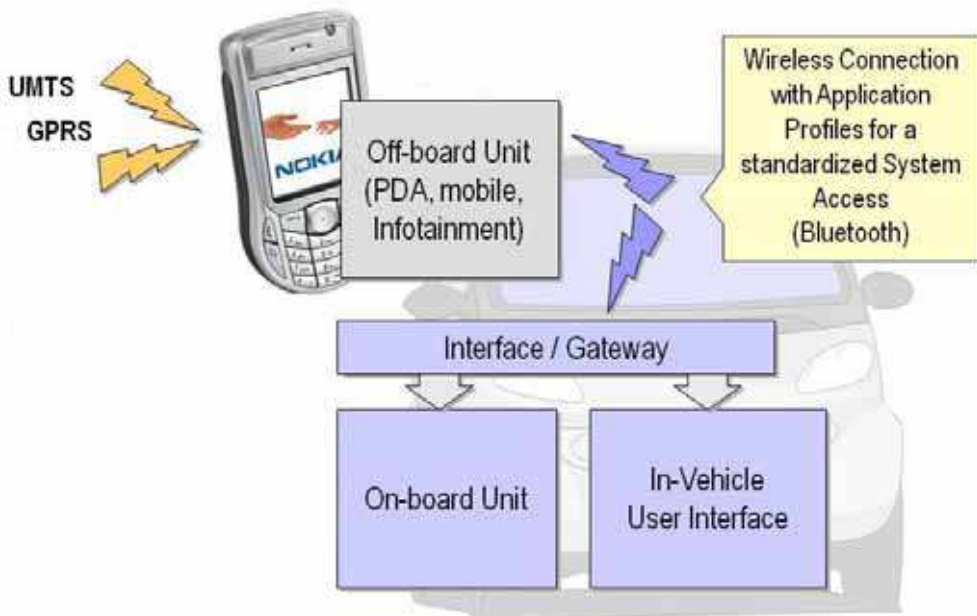 UMTS
GPRS
NOKIA
Off-board Unit
(PDA, mobile,
Infotainment)
Wireless Connection
with Application
Profiles for a
standardized System
Access
(Bluetooth)
Interface / Gateway
On-board Unit
In-Vehicle
User Interface